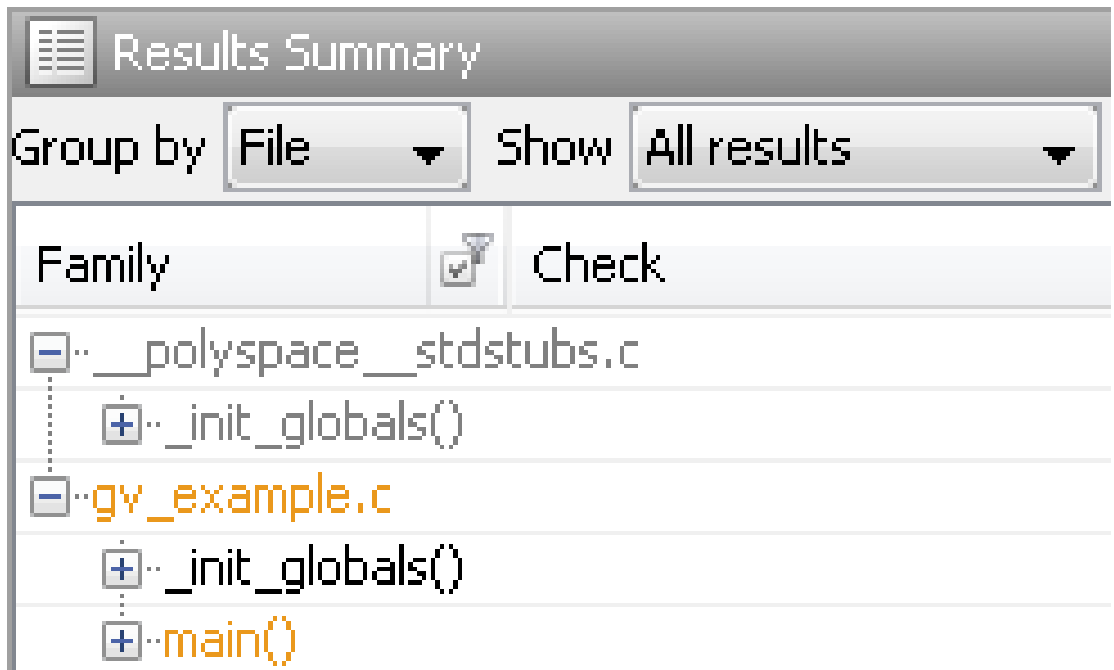 Results Summary
Group by File Show All results
Family Check
__polyspace__stdstubs.c
_init_globals()
gv_example.c
_init_globals()
main()